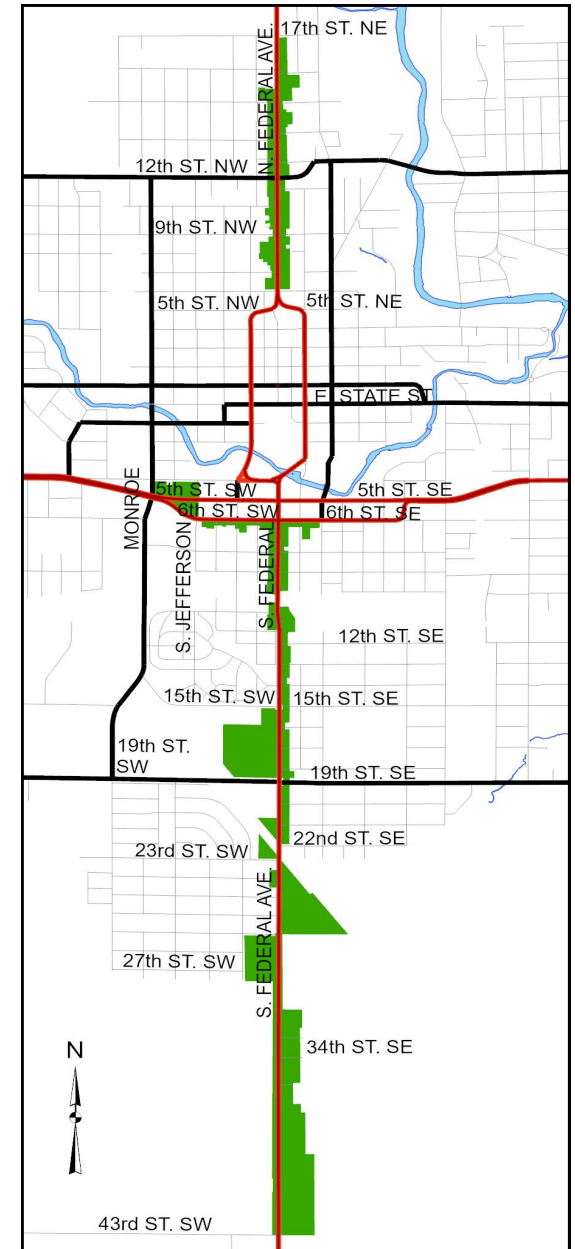 17th ST. NE
N. FEDERAL AVE.
12th ST. NW
9th ST. NW
5th ST. NW
5th ST. NE
E. STATE ST
MONROE
5th ST. SW
5th ST. SE
6th ST. SW
6th ST. SE
S. JEFFERSON
S. FEDERAL
12th ST. SE
15th ST. SW
15th ST. SE
19th ST.
SW
19th ST. SE
22nd ST. SE
23rd ST. SW
S. FEDERAL AVE.
27th ST. SW
34th ST. SE
N
43rd ST. SW